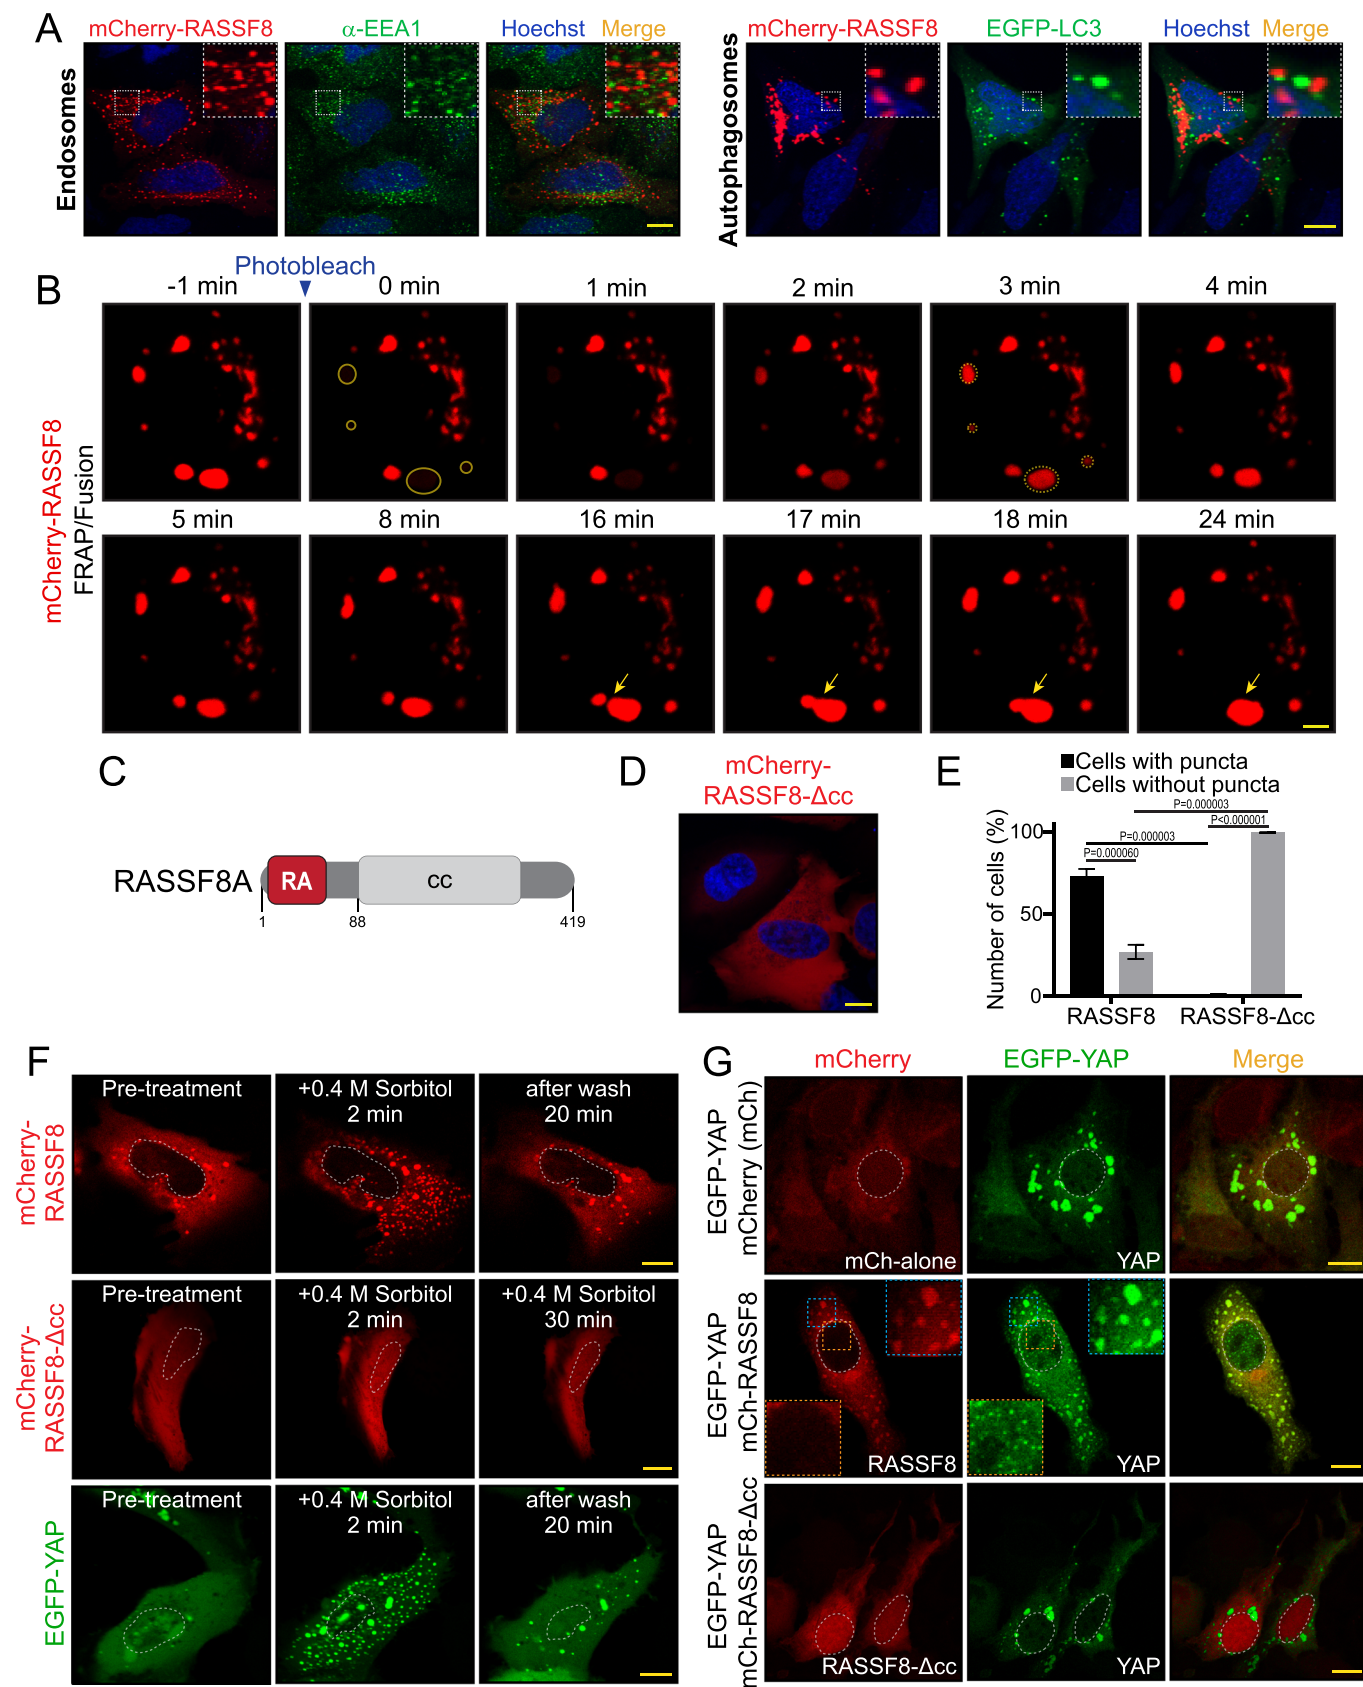 A
mCherry-RASSF8
α-EEA1
Hoechst Merge
Endosomes
mCherry-RASSF8
EGFP-LC3
Hoechst Merge
Autophagosomes
B
Photobleach
-1 min
0 min
1 min
2 min
3 min
4 min
mCherry-RASSF8
FRAP/Fusion
5 min
8 min
16 min
17 min
18 min
24 min
C
RASSF8A
RA
cc
1
88
419
D
mCherry-
RASSF8-Δcc
E
Cells with puncta
Cells without puncta
P=0.000003
P<0.000001
P=0.000003
P=0.000060
Number of cells (%)
100
50
0
RASSF8
RASSF8-Δcc
F
mCherry-
RASSF8
Pre-treatment
+0.4 M Sorbitol
2 min
after wash
20 min
mCherry-
RASSF8-Δcc
Pre-treatment
+0.4 M Sorbitol
2 min
+0.4 M Sorbitol
30 min
EGFP-YAP
Pre-treatment
+0.4 M Sorbitol
2 min
after wash
20 min
G
mCherry
EGFP-YAP
Merge
EGFP-YAP
mCherry (mCh)
mCh-alone
YAP
EGFP-YAP
mCh-RASSF8
RASSF8
YAP
EGFP-YAP
mCh-RASSF8-Δcc
RASSF8-Δcc
YAP